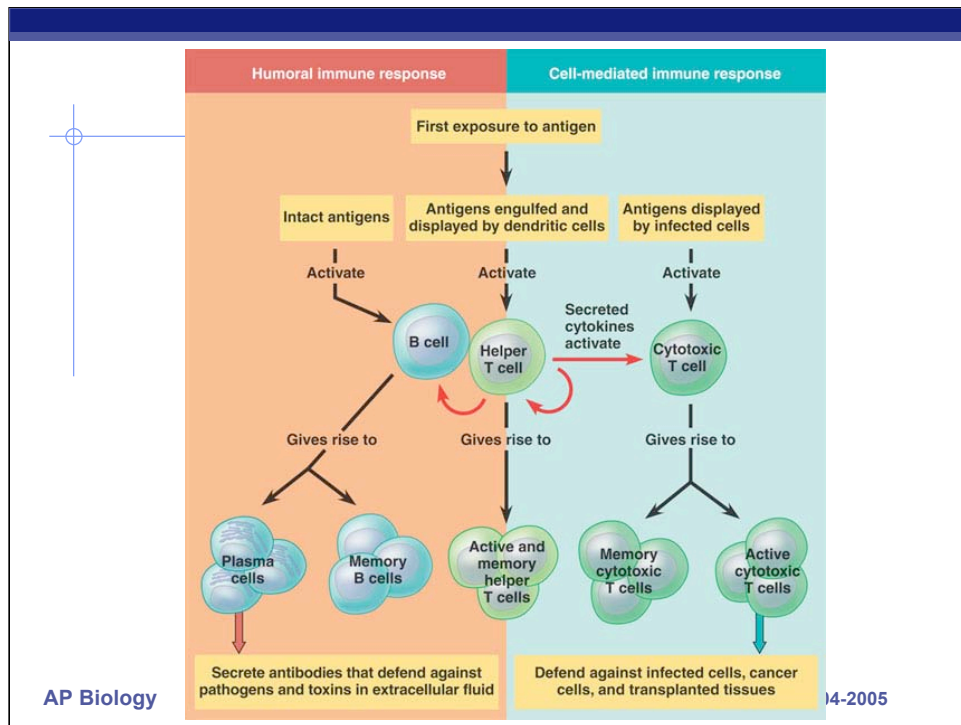 Humoral immune response
Cell-mediated immune response
First exposure to antigen
Intact antigens
Antigens engulfed and
displayed by dendritic cells
Antigens displayed
by infected cells
Activate
Activate
Activate
Secreted
cytokines
activate
B cell
Helper
T cell
Cytotoxic
T cell
Gives rise to
Gives rise to
Gives rise to
Plasma
cells
Memory
B cells
Active and
memory
helper
T cells
Memory
cytotoxic
T cells
Active
cytotoxic
T cells
Secrete antibodies that defend against
pathogens and toxins in extracellular fluid
Defend against infected cells, cancer
cells, and transplanted tissues
AP Biology
04-2005